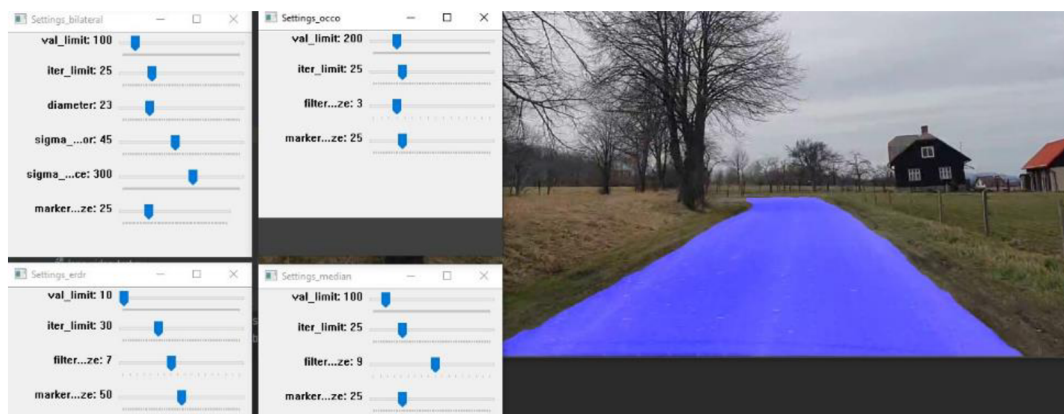 Settings_bilateral
val_limit: 100
iter_limit: 25
diameter: 23
sigma_...or: 45
sigma_...ce: 300
marker...ze: 25
Settings_occo
val_limit: 200
iter_limit: 25
filter...ze: 3
marker...ze: 25
Settings_erdr
val_limit: 10
iter_limit: 30
filter...ze: 7
marker...ze: 50
Settings_median
val_limit: 100
iter_limit: 25
filter...ze: 9
marker...ze: 25